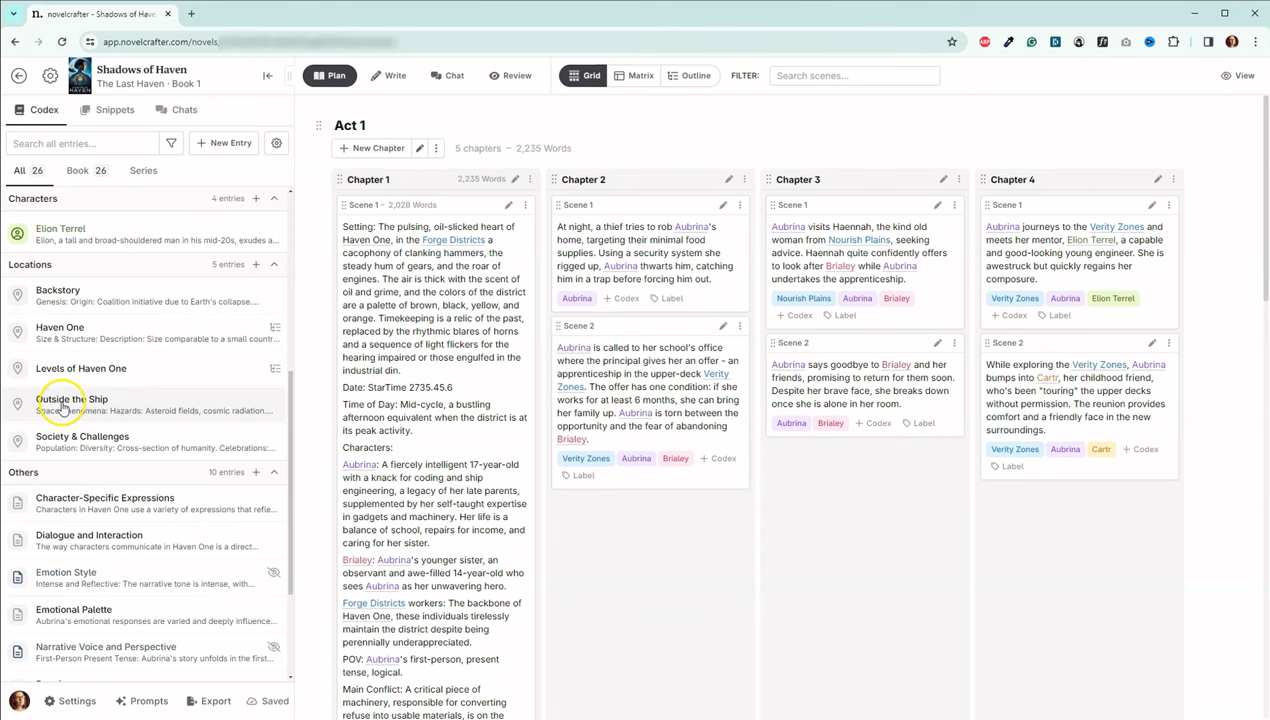 n. novelcrafter - Shadows of Have
app.novelcrafter.com/novels
Shadows of Haven
The Last Haven · Book 1
Plan
Write
Chat
Review
Grid
Matrix
Outline
FILTER:
Search scenes...
View
Codex
Snippets
Chats
Search all entries...
+ New Entry
All 26
Book 26
Series
Characters
4 entries
Elion Terrel
Elion, a tall and broad-shouldered man in his mid-20s, exudes a...
Locations
5 entries
Backstory
Genesis: Origin: Coalition initiative due to Earth's collapse....
Haven One
Size & Structure: Description: Size comparable to a small countr...
Levels of Haven One
Outside the Ship
Hazards: Asteroid fields, cosmic radiation....
Society & Challenges
Population: Diversity: Cross-section of humanity. Celebrations:...
Others
10 entries
Character-Specific Expressions
Characters in Haven One use a variety of expressions that refle...
Dialogue and Interaction
The way characters communicate in Haven One is a direct...
Emotion Style
Intense and Reflective: The narrative tone is intense, with...
Emotional Palette
Aubrina's emotional responses are varied and deeply influence...
Narrative Voice and Perspective
First-Person Present Tense: Aubrina's story unfolds in the first...
Settings
Prompts
Export
Saved
Act 1
+ New Chapter
5 chapters – 2,235 Words
Chapter 1
2,235 Words
Scene 1 – 2,028 Words
Setting: The pulsing, oil-slicked heart of
Haven One, in the Forge Districts a
cacophony of clanking hammers, the
steady hum of gears, and the roar of
engines. The air is thick with the scent of
oil and grime, and the colors of the district
are a palette of brown, black, yellow, and
orange. Timekeeping is a relic of the past,
replaced by the rhythmic blares of horns
and a sequence of light flickers for the
hearing impaired or those engulfed in the
industrial din.
Date: StarTime 2735.45.6
Time of Day: Mid-cycle, a bustling
afternoon equivalent when the district is at
its peak activity.
Characters:
Aubrina: A fiercely intelligent 17-year-old
with a knack for coding and ship
engineering, a legacy of her late parents,
supplemented by her self-taught expertise
in gadgets and machinery. Her life is a
balance of school, repairs for income, and
caring for her sister.
Brialey: Aubrina's younger sister, an
observant and awe-filled 14-year-old who
sees Aubrina as her unwavering hero.
Forge Districts workers: The backbone of
Haven One, these individuals tirelessly
maintain the district despite being
perennially underappreciated.
POV: Aubrina's first-person, present
tense, logical.
Main Conflict: A critical piece of
machinery, responsible for converting
refuse into usable materials, is on the
Chapter 2
Scene 1
At night, a thief tries to rob Aubrina's
home, targeting their minimal food
supplies. Using a security system she
rigged up, Aubrina thwarts him, catching
him in a trap before forcing him out.
Aubrina + Codex Label
Scene 2
Aubrina is called to her school's office
where the principal gives her an offer - an
apprenticeship in the upper-deck Verity
Zones. The offer has one condition: if she
works for at least 6 months, she can bring
her family up. Aubrina is torn between the
opportunity and the fear of abandoning
Brialey.
Verity Zones Aubrina Brialey + Codex
Label
Chapter 3
Scene 1
Aubrina visits Haennah, the kind old
woman from Nourish Plains, seeking
advice. Haennah quite confidently offers
to look after Brialey while Aubrina
undertakes the apprenticeship.
Nourish Plains Aubrina Brialey
+ Codex Label
Scene 2
Aubrina says goodbye to Brialey and her
friends, promising to return for them soon.
Despite her brave face, she breaks down
once she is alone in her room.
Aubrina Brialey + Codex Label
Chapter 4
Scene 1
Aubrina journeys to the Verity Zones and
meets her mentor, Elion Terrel, a capable
and good-looking young engineer. She is
awestruck but quickly regains her
composure.
Verity Zones Aubrina Elion Terrel
+ Codex Label
Scene 2
While exploring the Verity Zones, Aubrina
bumps into Cartr, her childhood friend,
who's been "touring" the upper decks
without permission. The reunion provides
comfort and a friendly face in the new
surroundings.
Verity Zones Aubrina Cartr + Codex
Label